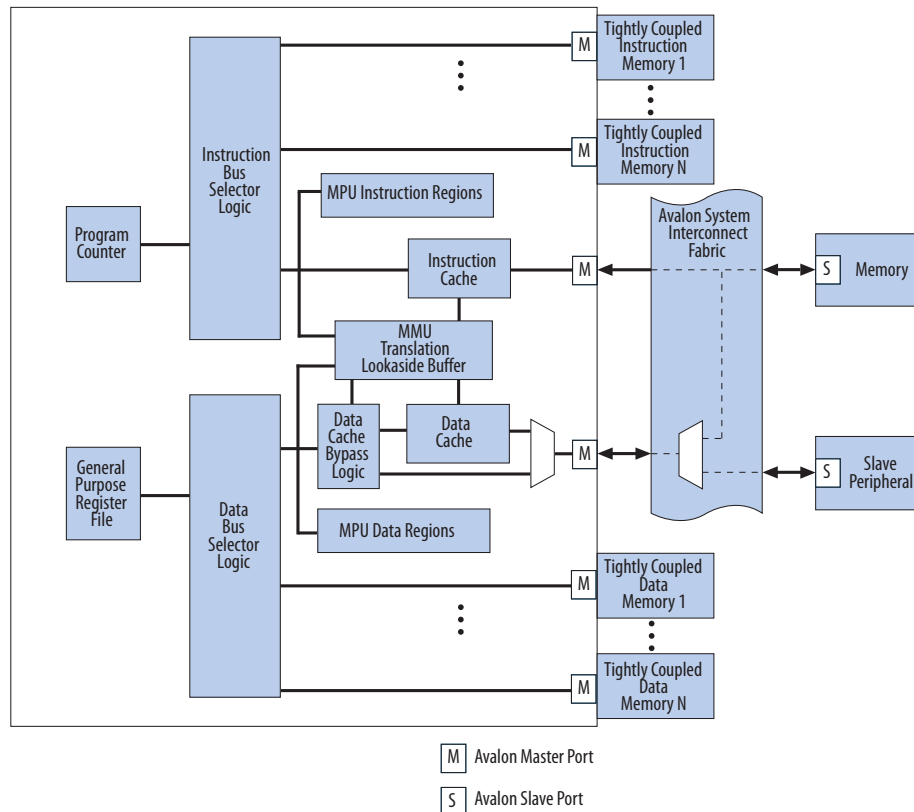 Tightly Coupled
Instruction
Memory 1
M
Tightly Coupled
Instruction
Memory N
M
Instruction
Bus
Selector
Logic
MPU Instruction Regions
Program
Counter
Instruction
Cache
M
Avalon System
Interconnect
Fabric
S
Memory
MMU
Translation
Lookaside Buffer
General
Purpose
Register
File
Data
Bus
Selector
Logic
Data
Cache
Bypass
Logic
Data
Cache
M
S
Slave
Peripheral
MPU Data Regions
M
Tightly Coupled
Data
Memory 1
M
Tightly Coupled
Data
Memory N
M
Avalon Master Port
S
Avalon Slave Port